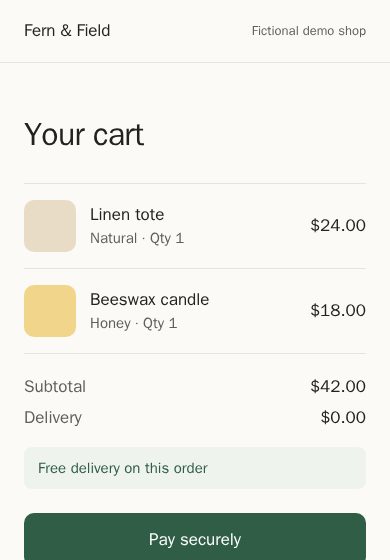 Fern & Field
Fictional demo shop
Your cart
Linen tote
$24.00
Natural · Qty 1
Beeswax candle
$18.00
Honey · Qty 1
Subtotal
$42.00
Delivery
$0.00
Free delivery on this order
Pay securely